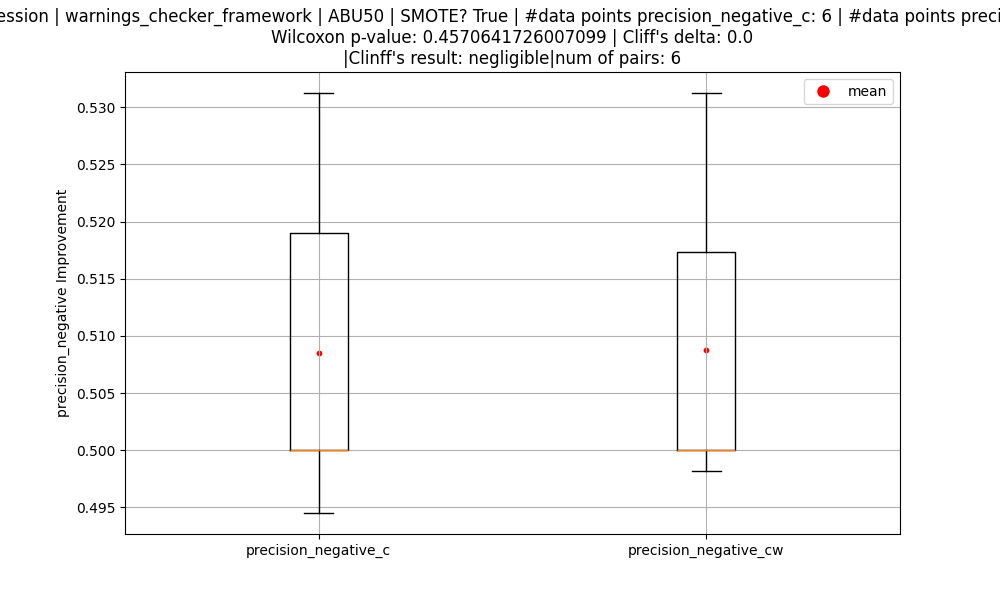 ession | warnings_checker_framework | ABU50 | SMOTE? True | #data points precision_negative_c: 6 | #data points preci
Wilcoxon p-value: 0.4570641726007099 | Cliff's delta: 0.0
|Clinff's result: negligible|num of pairs: 6
mean
0.530
0.525
0.520
0.515
0.510
0.505
0.500
0.495
precision_negative Improvement
precision_negative_c
precision_negative_cw